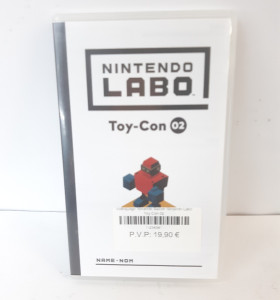 NINTENDO
LABO
Toy-Con 02
P.V.P: 19,90 €
NAME-NOM